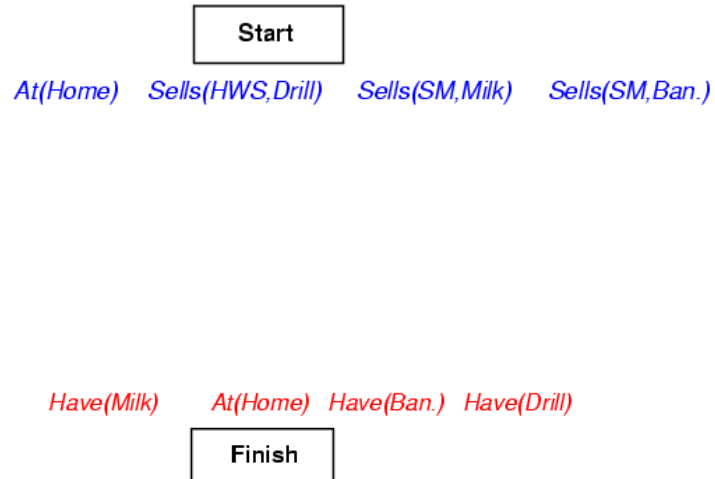 Start
At(Home) Sells(HWS,Drill) Sells(SM,Milk) Sells(SM,Ban.)
Have(Milk) At(Home) Have(Ban.) Have(Drill)
Finish